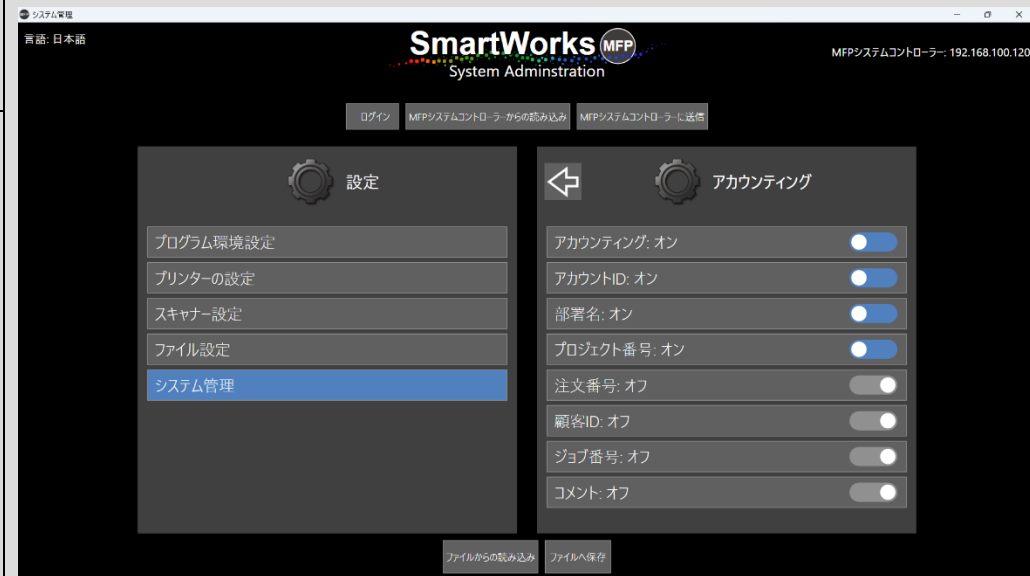 システム管理
言語: 日本語
SmartWorks MFP
System Adminstration
MFPシステムコントローラー: 192.168.100.120
ログイン MFPシステムコントローラーからの読み込み MFPシステムコントローラーに送信
設定
プログラム環境設定
プリンターの設定
スキャナー設定
ファイル設定
システム管理
アカウンティング
アカウンティング: オン
アカウントID: オン
部署名: オン
プロジェクト番号: オン
注文番号: オフ
顧客ID: オフ
ジョブ番号: オフ
コメント: オフ
ファイルからの読み込み ファイルへ保存